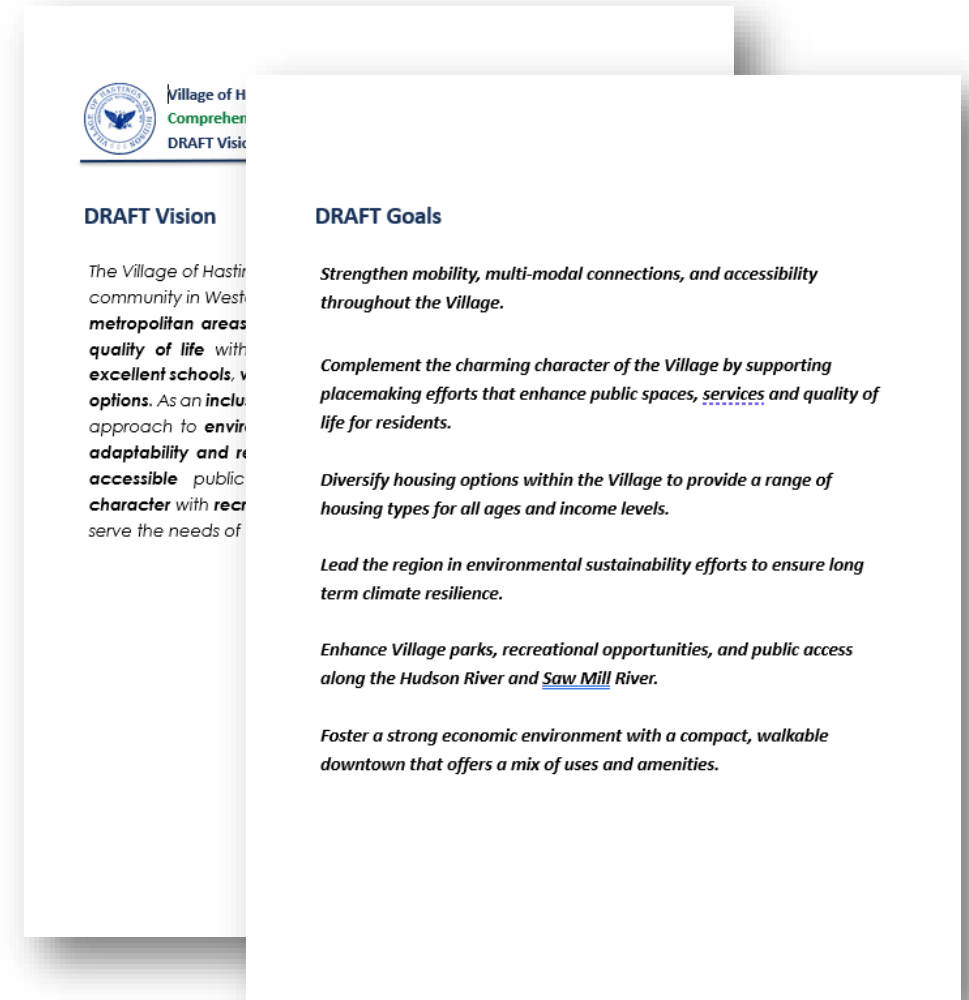 VILLAGE OF HASTINGS ON HUDSON
Village of H
Comprehen
DRAFT Visi
DRAFT Vision
The Village of Hastin
community in West
metropolitan areas
quality of life with
excellent schools,
options. As an inclu
approach to envir
adaptability and re
accessible public
character with recr
serve the needs of
DRAFT Goals
Strengthen mobility, multi-modal connections, and accessibility
throughout the Village.
Complement the charming character of the Village by supporting
placemaking efforts that enhance public spaces, services and quality of
life for residents.
Diversify housing options within the Village to provide a range of
housing types for all ages and income levels.
Lead the region in environmental sustainability efforts to ensure long
term climate resilience.
Enhance Village parks, recreational opportunities, and public access
along the Hudson River and Saw Mill River.
Foster a strong economic environment with a compact, walkable
downtown that offers a mix of uses and amenities.